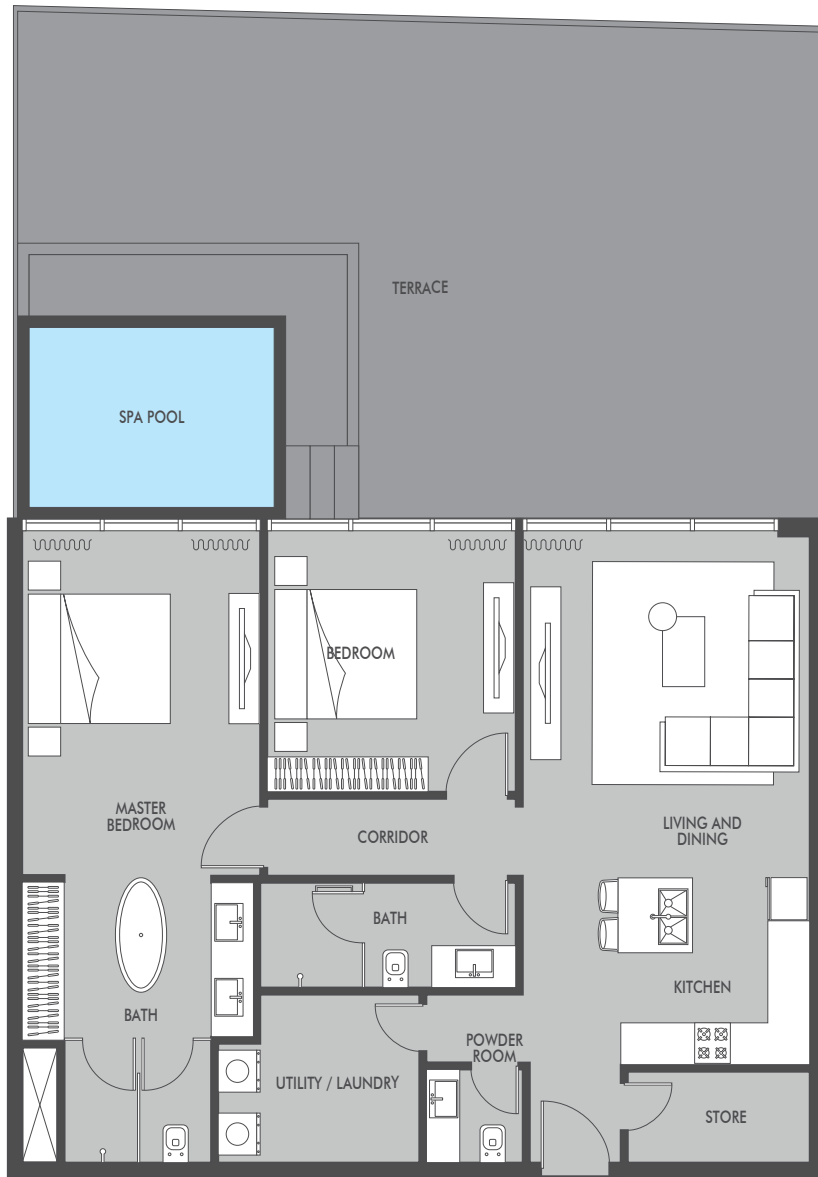 TERRACE
SPA POOL
BEDROOM
MASTER
BEDROOM
CORRIDOR
LIVING AND
DINING
BATH
KITCHEN
BATH
POWDER
ROOM
UTILITY / LAUNDRY
STORE